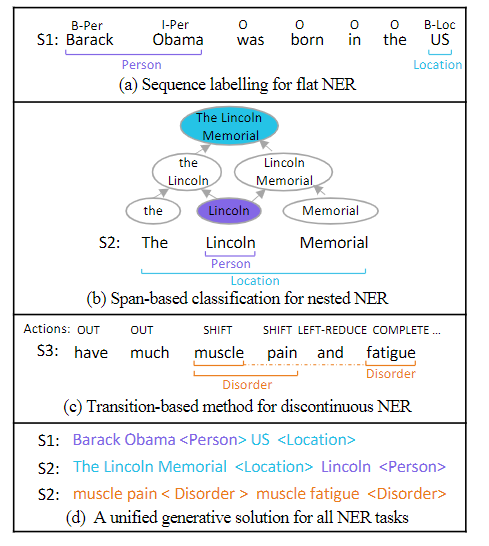 B-Per I-Per O O O O B-Loc
S1: Barack Obama was born in the US
Person Location
(a) Sequence labelling for flat NER
The Lincoln
Memorial
the
Lincoln
Lincoln
Memorial
the Lincoln Memorial
S2: The Lincoln Memorial
Person
Location
(b) Span-based classification for nested NER
Actions: OUT OUT SHIFT SHIFT LEFT-REDUCE COMPLETE ...
S3: have much muscle pain and fatigue
Disorder Disorder
(c) Transition-based method for discontinuous NER
S1: Barack Obama <Person> US <Location>
S2: The Lincoln Memorial <Location> Lincoln <Person>
S2: muscle pain < Disorder > muscle fatigue <Disorder>
(d) A unified generative solution for all NER tasks